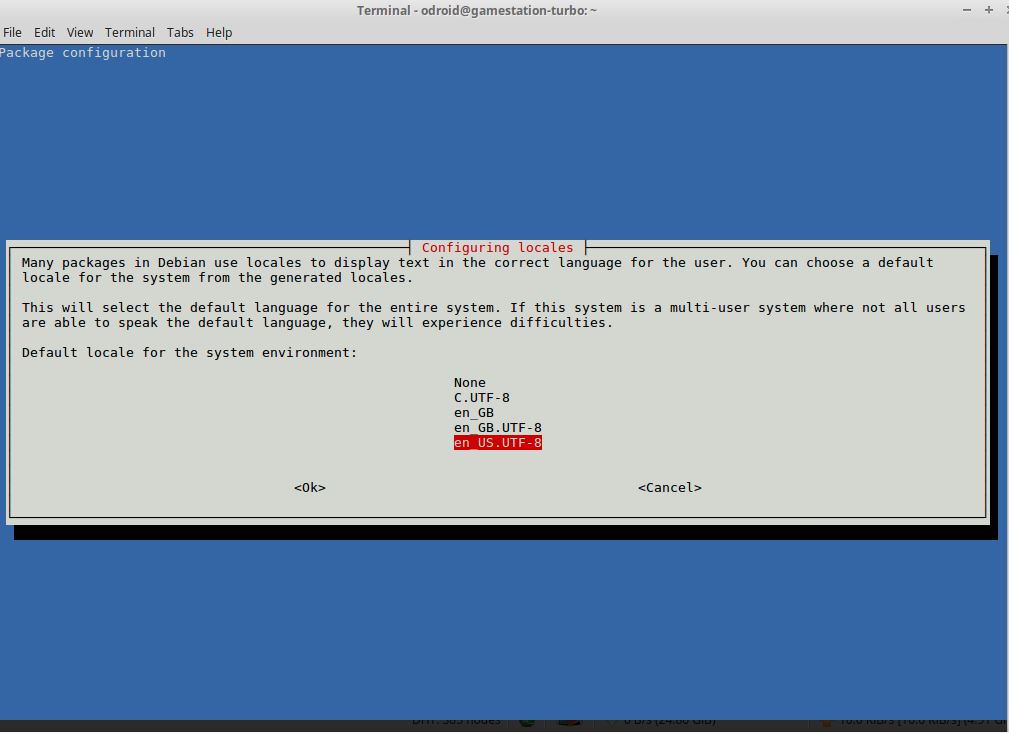 Terminal - odroid@gamestation-turbo: ~
File Edit View Terminal Tabs Help
Package configuration
Configuring locales
Many packages in Debian use locales to display text in the correct language for the user. You can choose a default
locale for the system from the generated locales.
This will select the default language for the entire system. If this system is a multi-user system where not all users
are able to speak the default language, they will experience difficulties.
Default locale for the system environment:
None
C.UTF-8
en_GB
en_GB.UTF-8
en_US.UTF-8
<Ok> <Cancel>